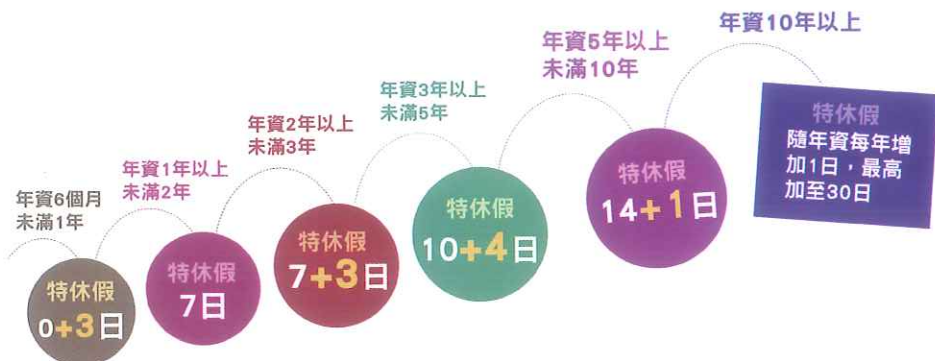 年資6個月
未滿1年
特休假
0+3日
年資1年以上
未滿2年
特休假
7日
年資2年以上
未滿3年
特休假
7+3日
年資3年以上
未滿5年
特休假
10+4日
年資5年以上
未滿10年
特休假
14+1日
年資10年以上
特休假
隨年資每年增
加1日，最高
加至30日